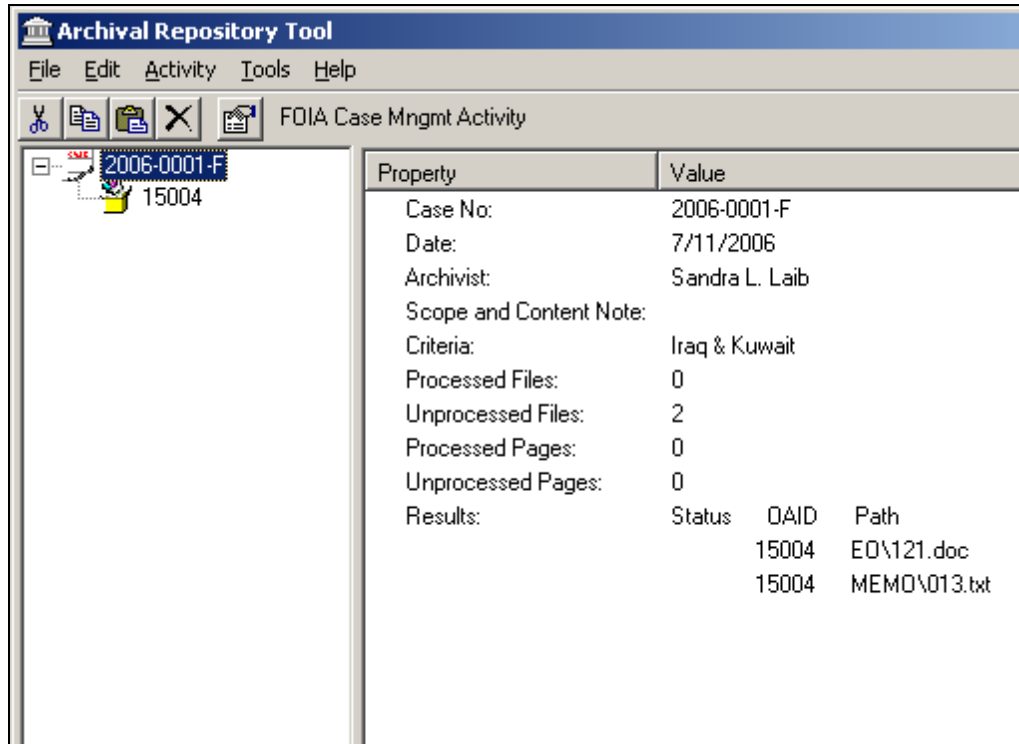 Archival Repository Tool
File Edit Activity Tools Help
FOIA Case Mngmt Activity
2006-0001-F
15004
Property Value
Case No: 2006-0001-F
Date: 7/11/2006
Archivist: Sandra L. Laib
Scope and Content Note:
Criteria: Iraq & Kuwait
Processed Files: 0
Unprocessed Files: 2
Processed Pages: 0
Unprocessed Pages: 0
Results: Status OAID Path
15004 EO\121.doc
15004 MEMO\013.txt